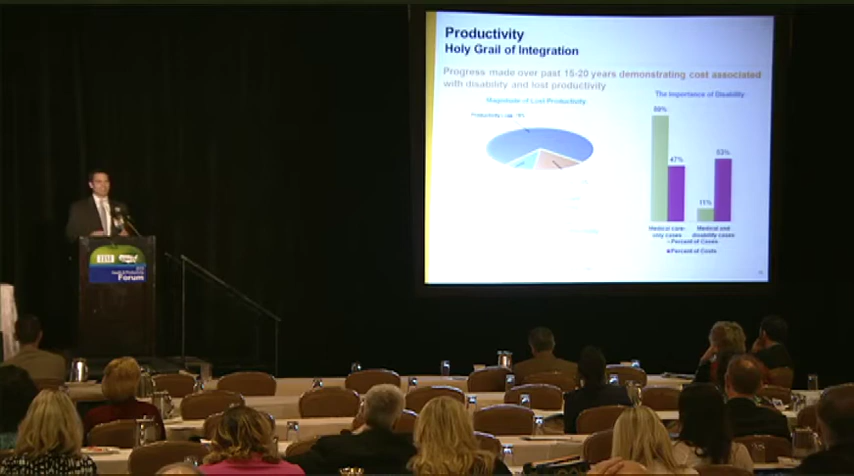 Productivity
Holy Grail of Integration
Progress made over past 15-20 years demonstrating cost associated
with disability and lost productivity
Magnitude of Lost Productivity
The Importance of Disability
Productivity
47%
53%
11%
Medical care-
only cases
Medical and
disability cases
Percent of Cases
Percent of Costs
Forum